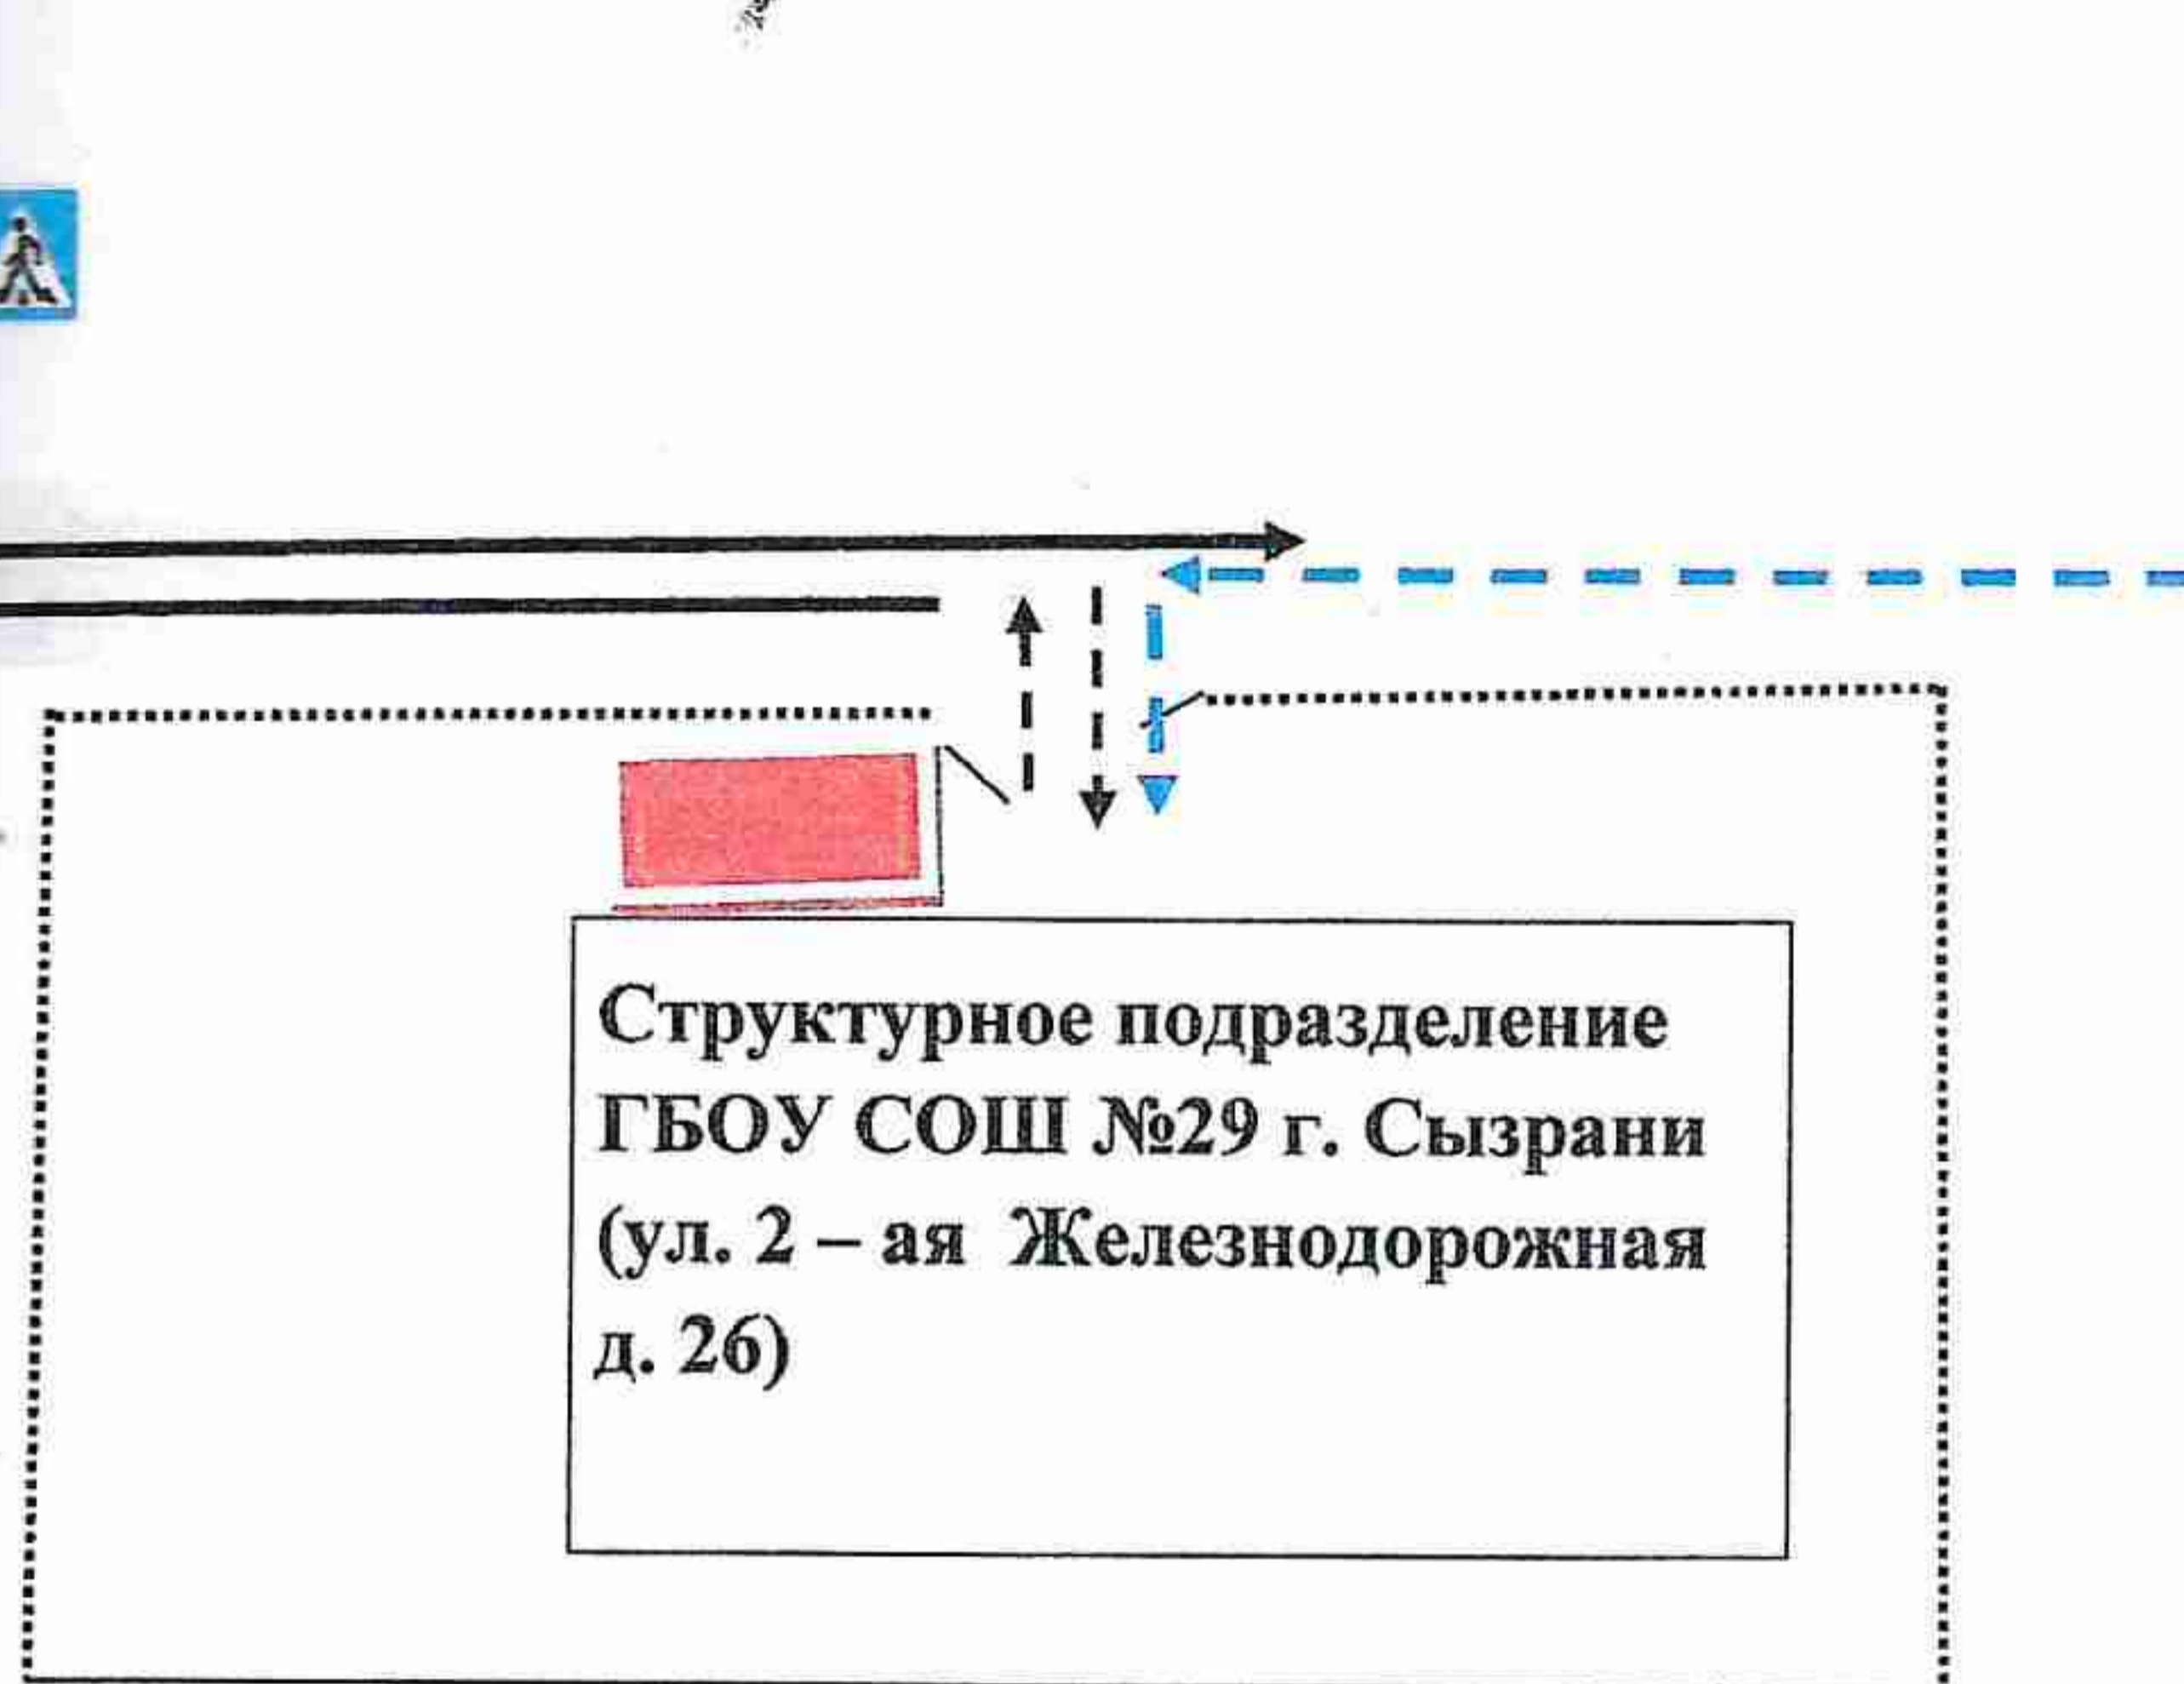 Структурное подразделение
ГБОУ СОШ №29 г. Сызрани
(ул. 2 – ая Железнодорожная
д. 26)